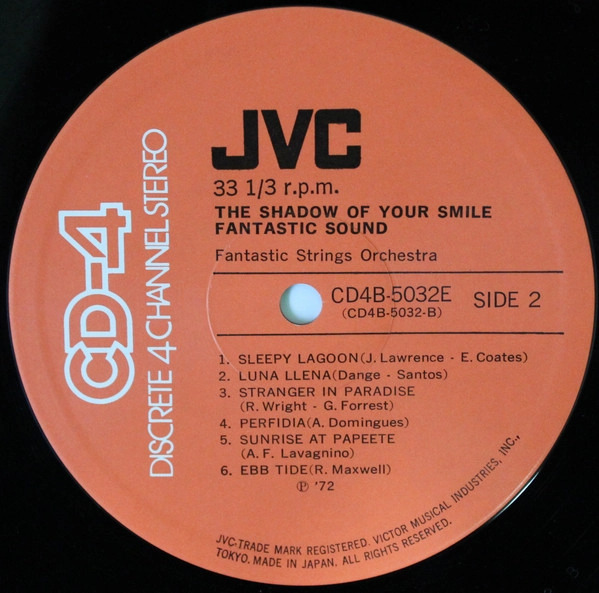 JVC
33 1/3 r.p.m.
THE SHADOW OF YOUR SMILE
FANTASTIC SOUND
Fantastic Strings Orchestra
CD4B-5032E SIDE 2
(CD4B-5032-B)
1. SLEEPY LAGOON(J. Lawrence - E. Coates)
2. LUNA LLENA(Dange - Santos)
3. STRANGER IN PARADISE
(R. Wright - G. Forrest)
4. PERFIDIA(A. Domingues)
5. SUNRISE AT PAPEETE
(A. F. Lavagnino)
6. EBB TIDE(R. Maxwell)
℗ '72
JVC-TRADE MARK REGISTERED. VICTOR MUSICAL INDUSTRIES, INC.,
TOKYO. MADE IN JAPAN. ALL RIGHTS RESERVED.
CD-4
DISCRETE 4 CHANNEL STEREO